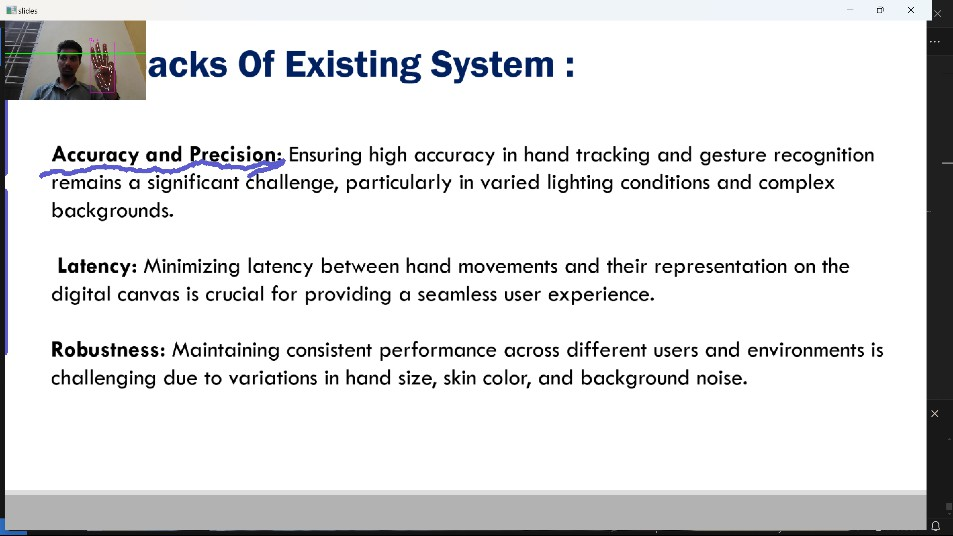 slides
acks Of Existing System :
Accuracy and Precision: Ensuring high accuracy in hand tracking and gesture recognition
remains a significant challenge, particularly in varied lighting conditions and complex
backgrounds.
Latency: Minimizing latency between hand movements and their representation on the
digital canvas is crucial for providing a seamless user experience.
Robustness: Maintaining consistent performance across different users and environments is
challenging due to variations in hand size, skin color, and background noise.